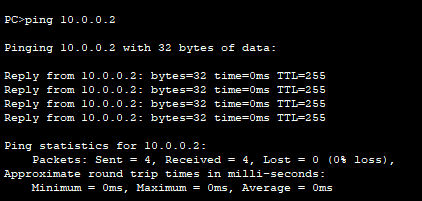 PC>ping 10.0.0.2
Pinging 10.0.0.2 with 32 bytes of data:
Reply from 10.0.0.2: bytes=32 time=0ms TTL=255
Reply from 10.0.0.2: bytes=32 time=0ms TTL=255
Reply from 10.0.0.2: bytes=32 time=0ms TTL=255
Reply from 10.0.0.2: bytes=32 time=0ms TTL=255
Ping statistics for 10.0.0.2:
    Packets: Sent = 4, Received = 4, Lost = 0 (0% loss),
Approximate round trip times in milli-seconds:
    Minimum = 0ms, Maximum = 0ms, Average = 0ms